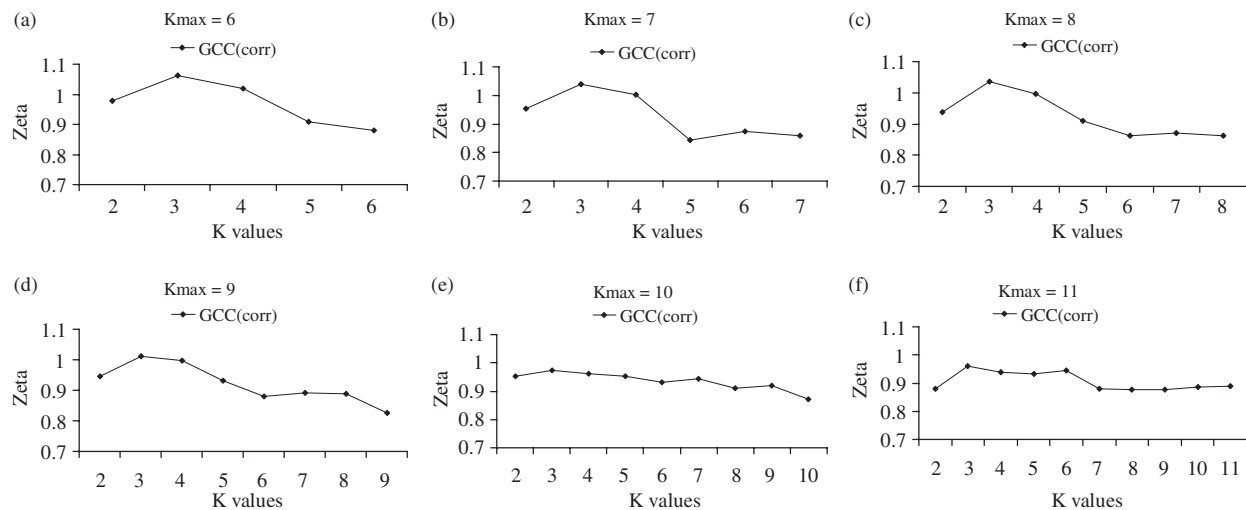 (a)
Kmax = 6
GCC(corr)
1.1
1
0.9
0.8
0.7
Zeta
2 3 4 5 6
K values
(b)
Kmax = 7
GCC(corr)
1.1
1
0.9
0.8
0.7
Zeta
2 3 4 5 6 7
K values
(c)
Kmax = 8
GCC(corr)
1.1
1
0.9
0.8
0.7
Zeta
2 3 4 5 6 7 8
K values
(d)
Kmax = 9
GCC(corr)
1.1
1
0.9
0.8
0.7
Zeta
2 3 4 5 6 7 8 9
K values
(e)
Kmax = 10
GCC(corr)
1.1
1
0.9
0.8
0.7
Zeta
2 3 4 5 6 7 8 9 10
K values
(f)
Kmax = 11
GCC(corr)
1.1
1
0.9
0.8
0.7
Zeta
2 3 4 5 6 7 8 9 10 11
K values